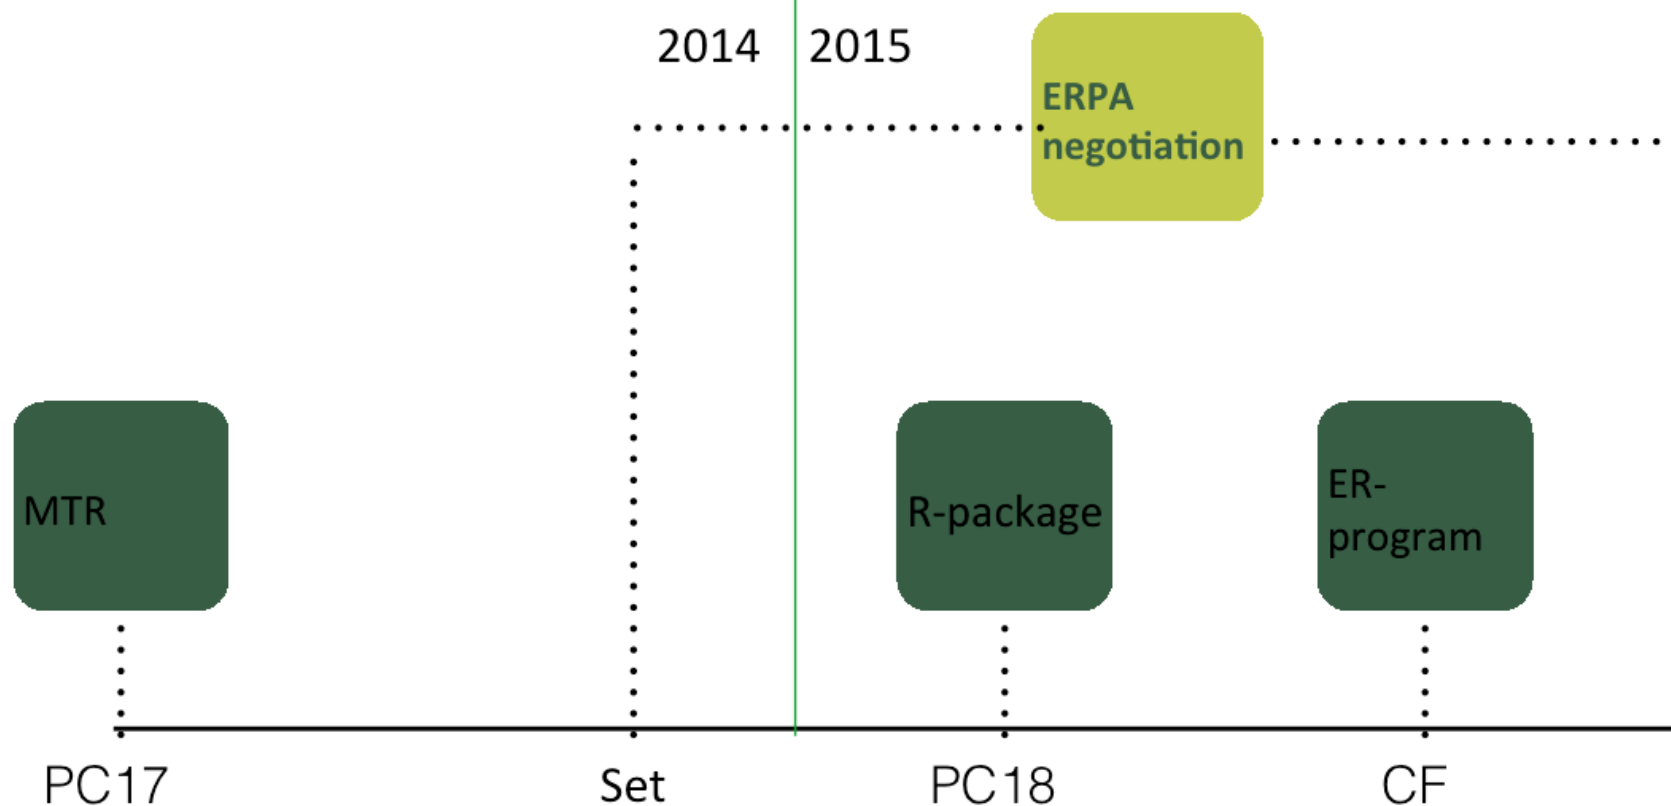 2014 2015
ERPA
negotiation
MTR
R-package
ER-
program
PC17 Set PC18 CF